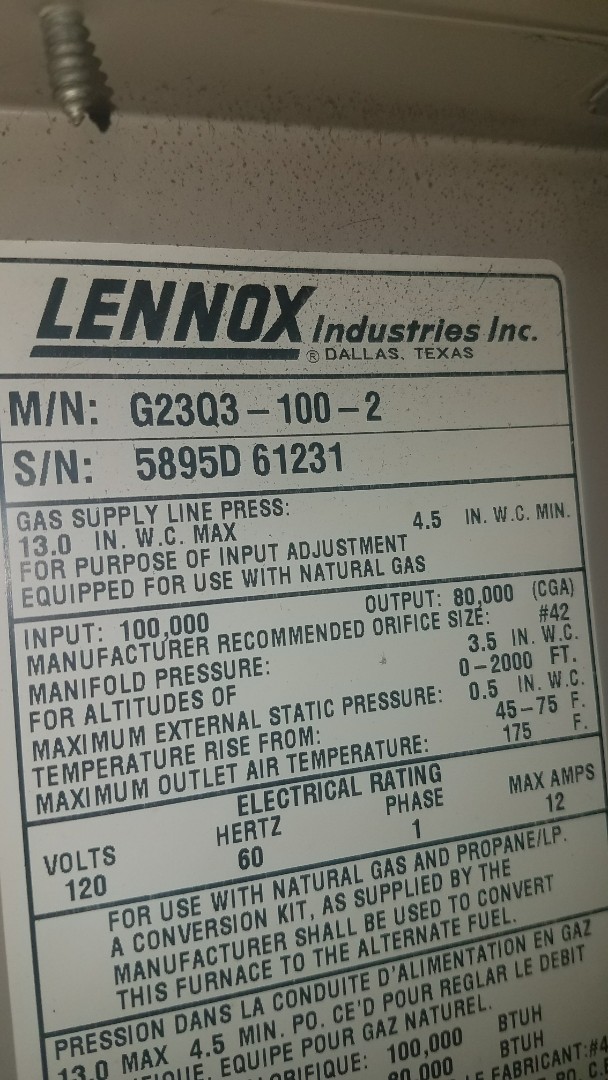 LENNOX Industries Inc.
® DALLAS, TEXAS
M/N: G23Q3-100-2
S/N: 5895D 61231
GAS SUPPLY LINE PRESS:
13.0 IN. W.C. MAX 4.5 IN. W.C. MIN.
FOR PURPOSE OF INPUT ADJUSTMENT
EQUIPPED FOR USE WITH NATURAL GAS
INPUT: 100,000 OUTPUT: 80,000 (CGA)
MANUFACTURER RECOMMENDED ORIFICE SIZE: #42
MANIFOLD PRESSURE: 3.5 IN. W.C.
FOR ALTITUDES OF 0-2000 FT.
MAXIMUM EXTERNAL STATIC PRESSURE: 0.5 IN. W.C.
TEMPERATURE RISE FROM: 45-75 F.
MAXIMUM OUTLET AIR TEMPERATURE: 175 F.
ELECTRICAL RATING
VOLTS HERTZ PHASE MAX AMPS
120 60 1 12
FOR USE WITH NATURAL GAS AND PROPANE/LP.
A CONVERSION KIT, AS SUPPLIED BY THE
MANUFACTURER SHALL BE USED TO CONVERT
THIS FURNACE TO THE ALTERNATE FUEL.
PRESSION DANS LA CONDUITE D'ALIMENTATION EN GAZ
13.0 MAX 4.5 MIN. PO. CE'D POUR REGLAR LE DEBIT
EQUIPE POUR GAZ NATUREL.
100,000 BTUH
80,000 BTUH
FABRICANT:#4
PO. C.E